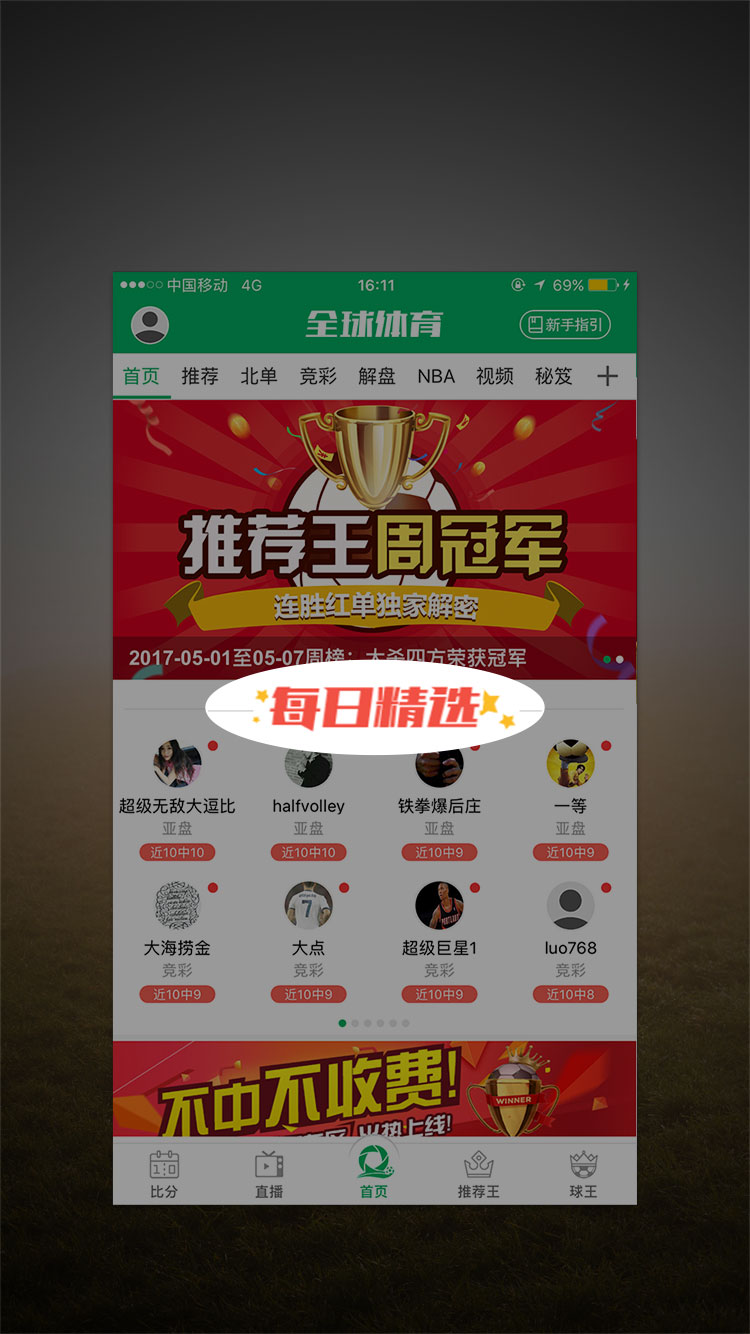 中国移动 4G 16:11 69%
全球体育 新手指引
首页 推荐 北单 竞彩 解盘 NBA 视频 秘笈
推荐王周冠军
连胜红单独家解密
2017-05-01至05-07周榜：大杀四方荣获冠军
每日精选
超级无敌大逗比 halfvolley 铁拳爆后庄 一等
亚盘 亚盘 亚盘 亚盘
近10中10 近10中10 近10中9 近10中9
7
大海捞金 大点 超级巨星1 luo768
竞彩 竞彩 竞彩 竞彩
近10中9 近10中9 近10中9 近10中8
不中不收费!
WINNER
火热上线!
1 0
比分 直播 首页 推荐王 球王